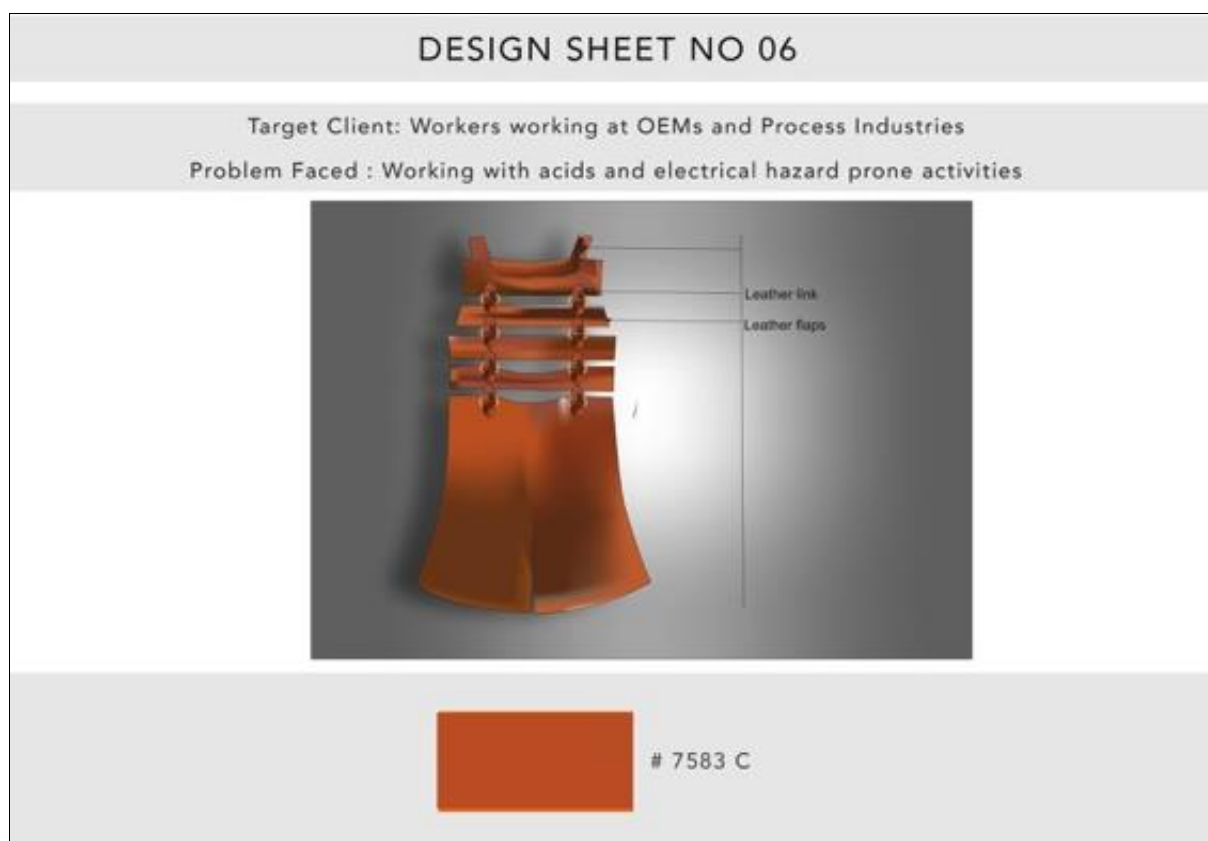 DESIGN SHEET NO 06
Target Client: Workers working at OEMs and Process Industries
Problem Faced : Working with acids and electrical hazard prone activities
Leather link
Leather flaps
# 7583 C